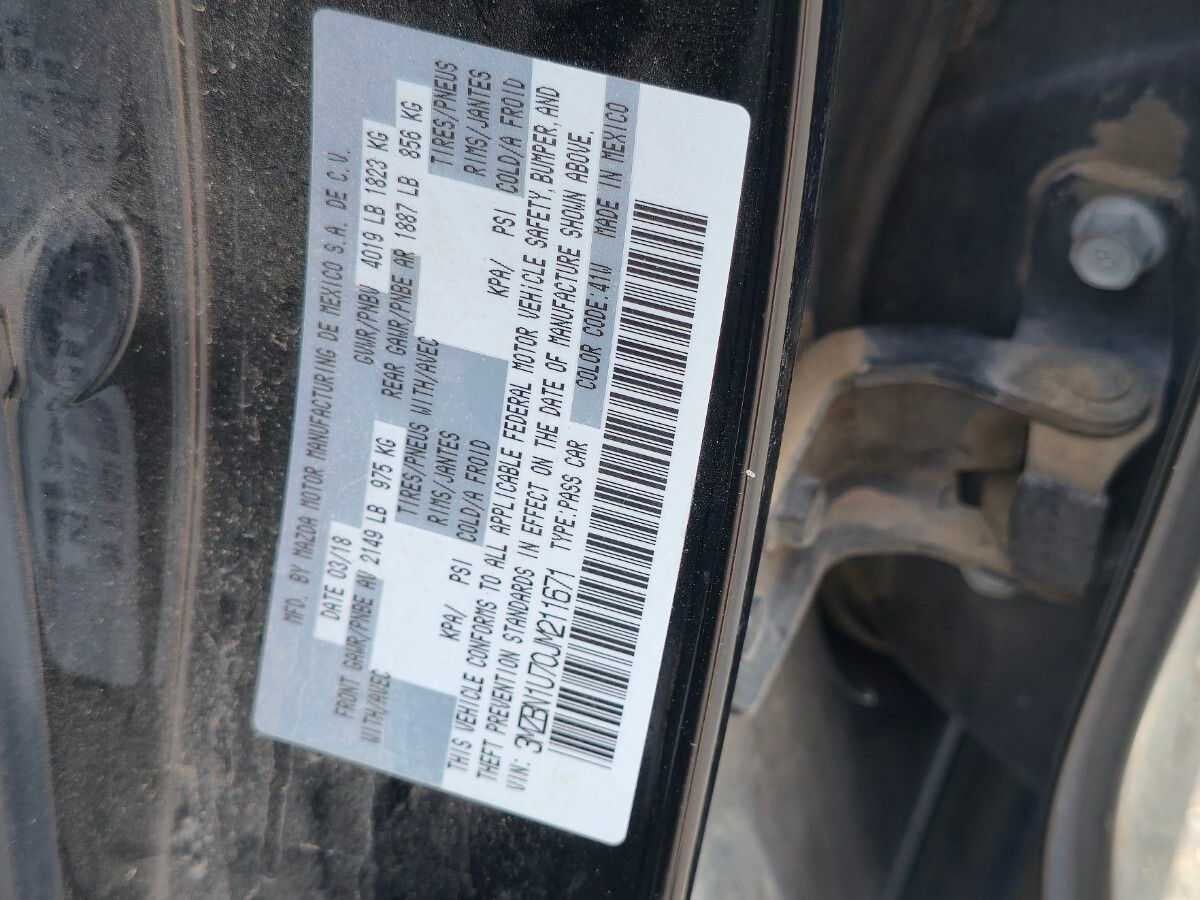 MFD. BY MAZDA MOTOR MANUFACTURING DE MEXICO S.A. DE C.V.
DATE 03/18 GVWR/PNBV 4019 LB 1823 KG
FRONT GAWR/PNBE AV 2149 LB 975 KG REAR GAWR/PNBE AR 1887 LB 856 KG
WITH/AVEC TIRES/PNEUS WITH/AVEC TIRES/PNEUS
RIMS/JANTES RIMS/JANTES
KPA/ PSI COLD/A FROID KPA/ PSI COLD/A FROID
THIS VEHICLE CONFORMS TO ALL APPLICABLE FEDERAL MOTOR VEHICLE SAFETY, BUMPER, AND
THEFT PREVENTION STANDARDS IN EFFECT ON THE DATE OF MANUFACTURE SHOWN ABOVE.
VIN: 3MZBN1U70JM211671 TYPE:PASS CAR COLOR CODE:41W MADE IN MEXICO